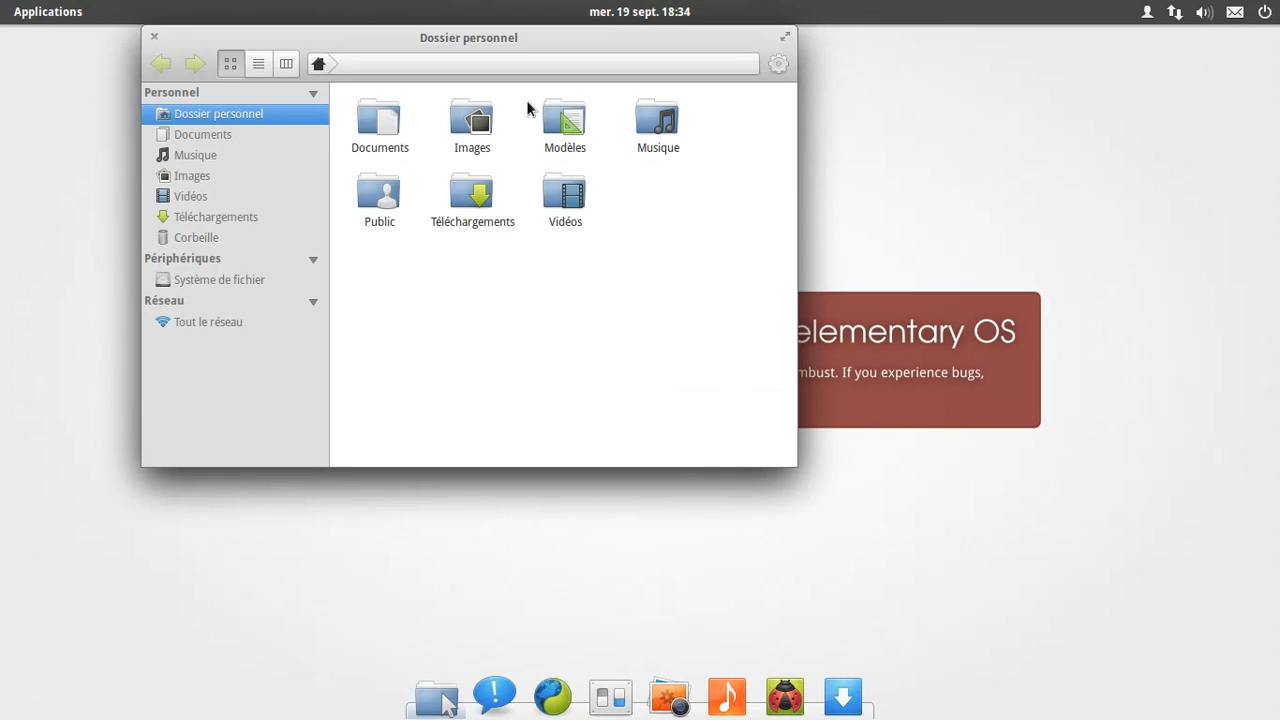 Applications
mer. 19 sept. 18:34
Dossier personnel
Personnel
Dossier personnel
Documents
Musique
Images
Vidéos
Téléchargements
Corbeille
Périphériques
Système de fichier
Réseau
Tout le réseau
Documents
Images
Modèles
Musique
Public
Téléchargements
Vidéos
elementary OS
If you experience bugs,